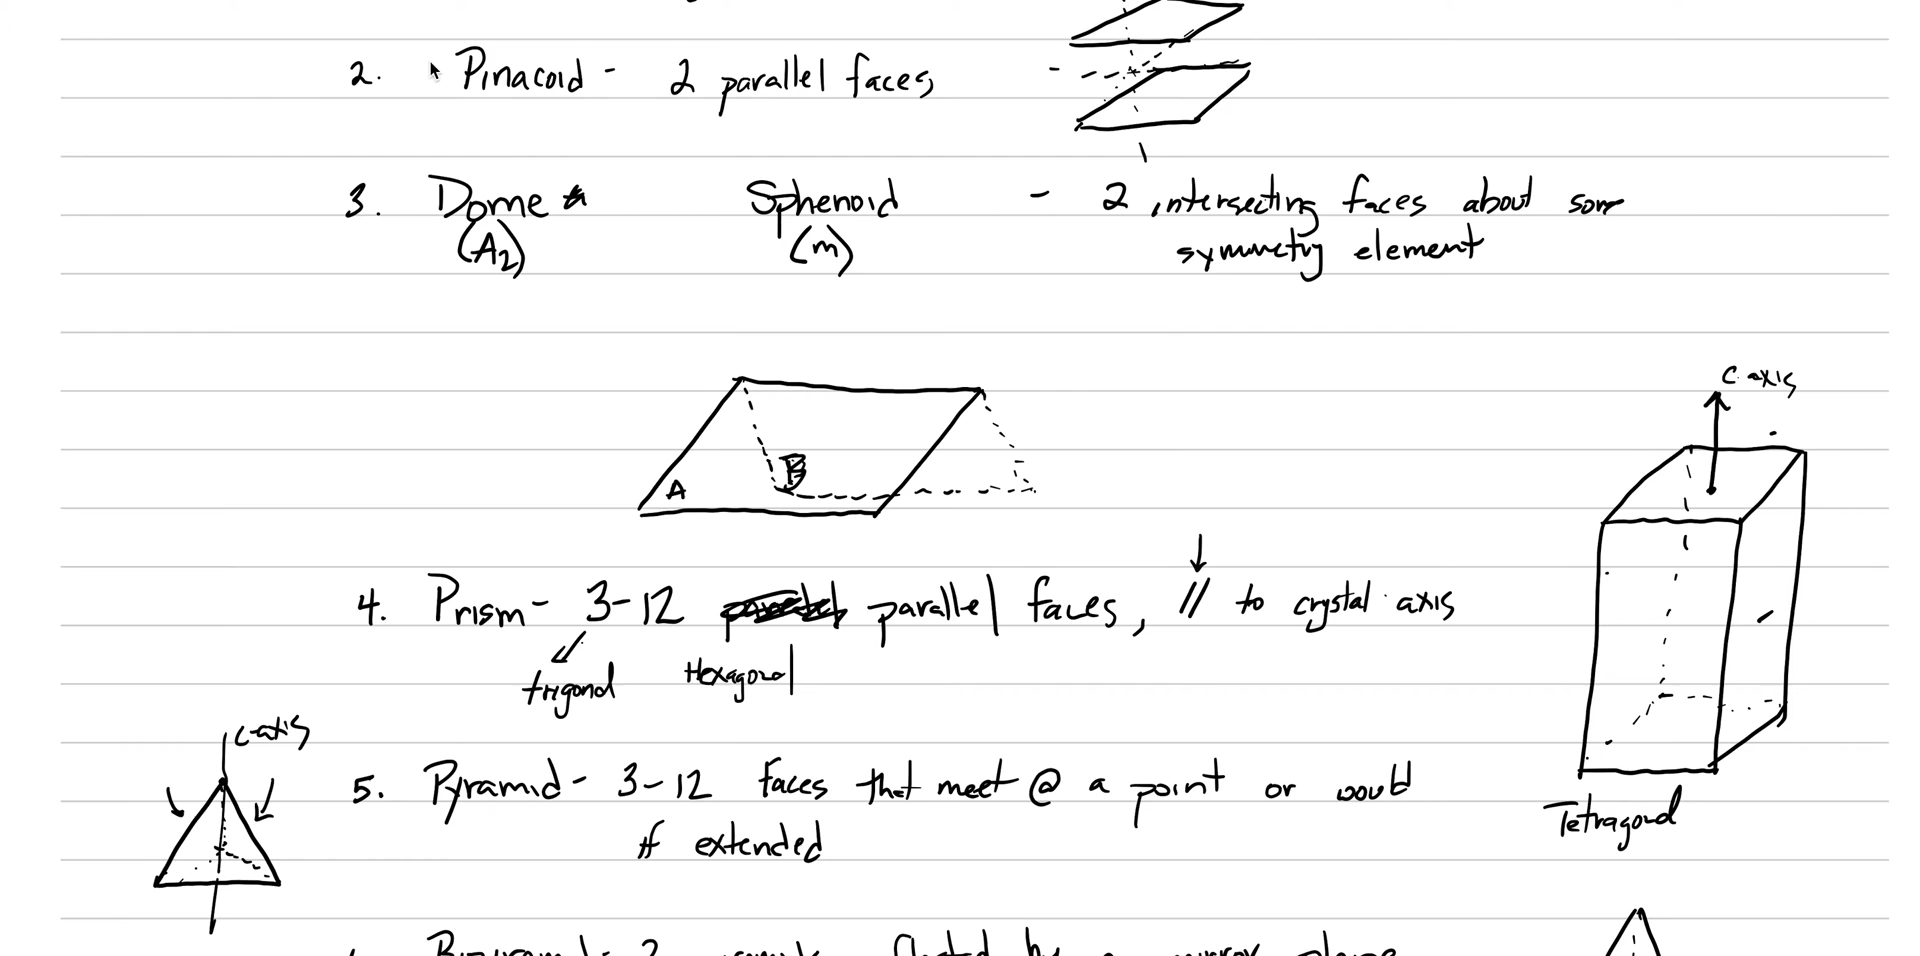 2. Pinacoid - 2 parallel faces,
3. Dome Sphenoid - 2 intersecting faces about som
(A2) (m) symmetry element
c axis
A B
4. Prism - 3-12 parallel faces, // to crystal axis
trigonal Hexagonal
c-axis
5. Pyramid - 3-12 faces that meet @ a point or would
if extended
Tetragonal